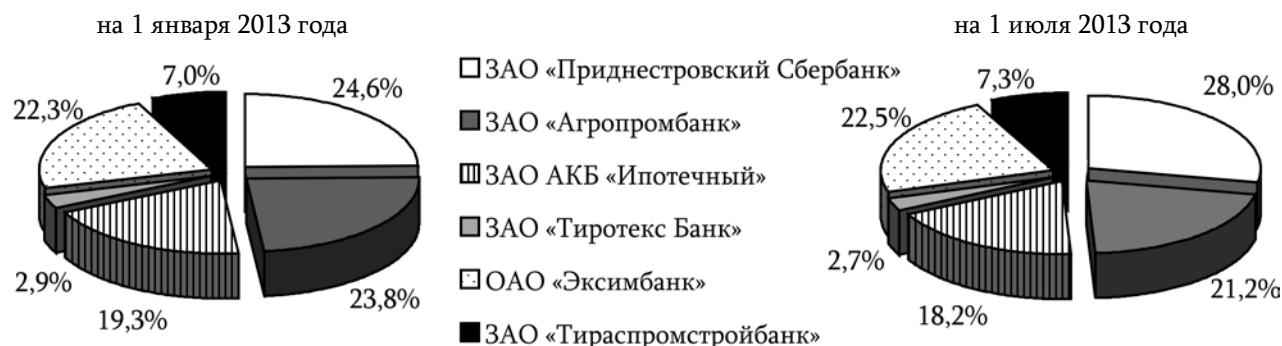 на 1 января 2013 года
7,0%
24,6%
22,3%
2,9%
19,3%
23,8%
ЗАО «Приднестровский Сбербанк»
ЗАО «Агропромбанк»
ЗАО АКБ «Ипотечный»
ЗАО «Тиротекс Банк»
ОАО «Эксимбанк»
ЗАО «Тираспромстройбанк»
на 1 июля 2013 года
7,3%
28,0%
22,5%
2,7%
18,2%
21,2%